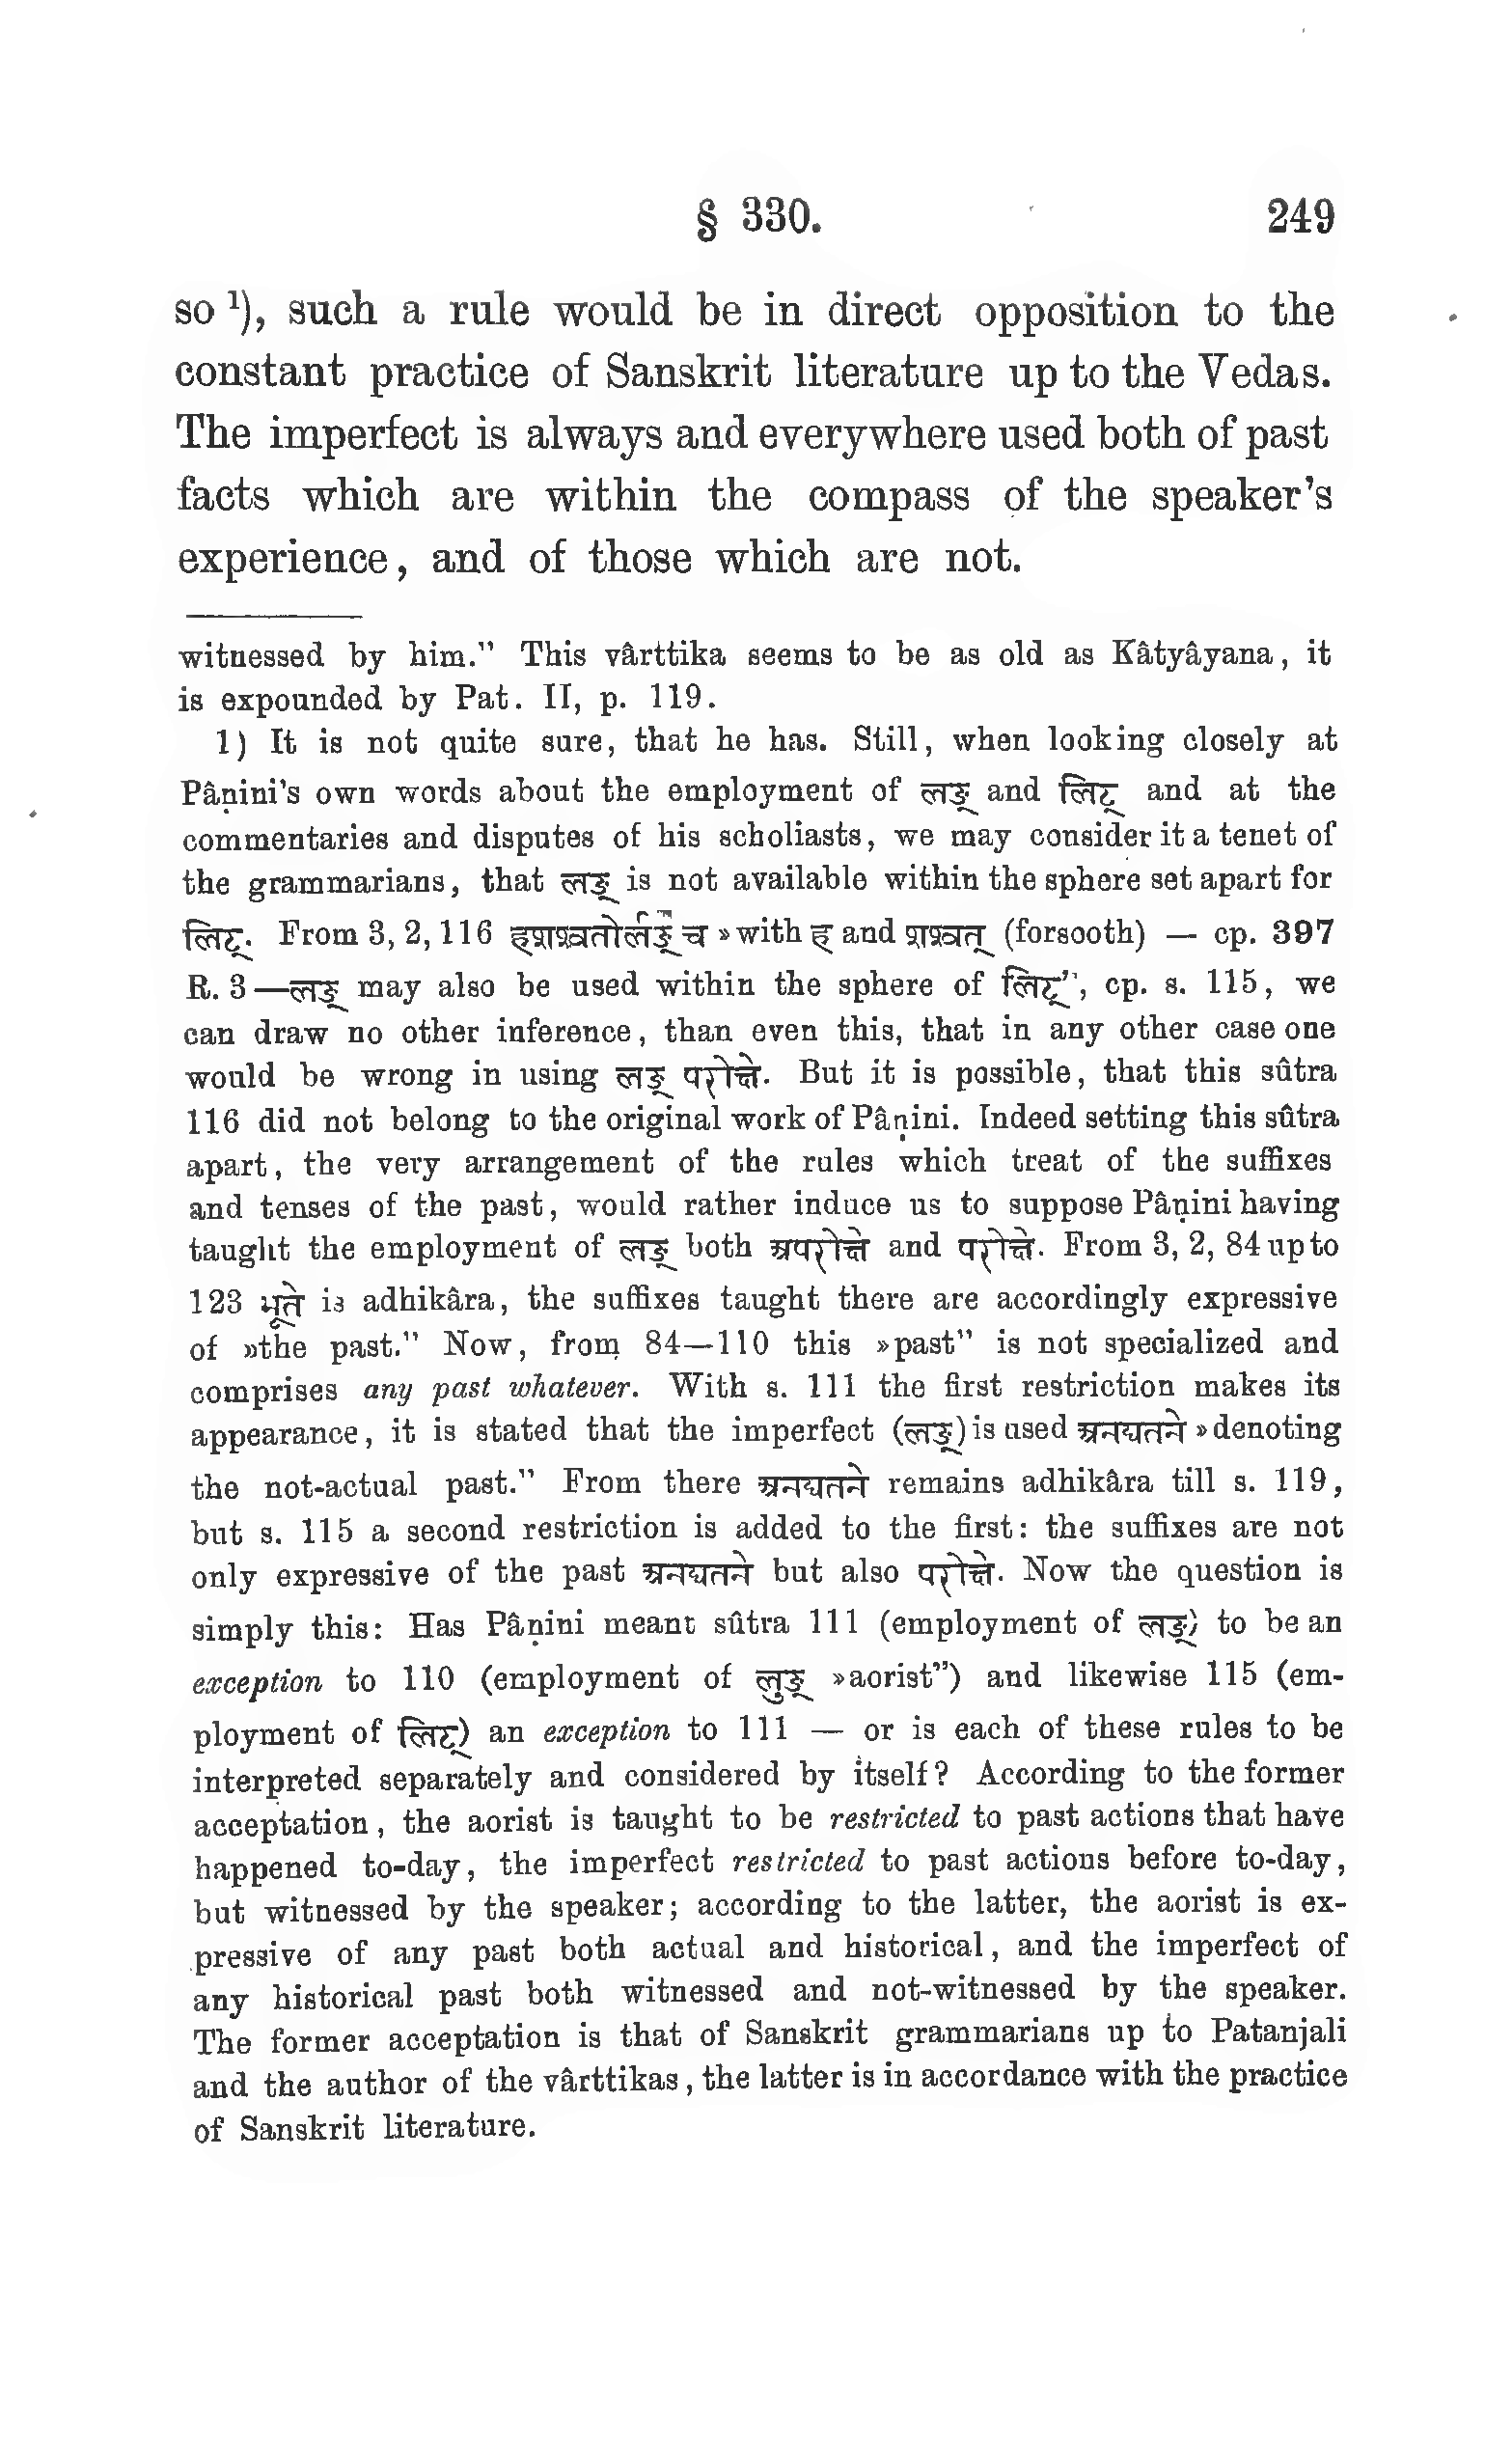 § 330. 249
so ¹), such a rule would be in direct opposition to the
constant practice of Sanskrit literature up to the Vedas.
The imperfect is always and everywhere used both of past
facts which are within the compass of the speaker's
experience, and of those which are not.
witnessed by him." This vârttika seems to be as old as Kâtyâyana, it
is expounded by Pat. II, p. 119.
1) It is not quite sure, that he has. Still, when looking closely at
Pâṇini's own words about the employment of लङ् and लिट् and at the
commentaries and disputes of his scholiasts, we may consider it a tenet of
the grammarians, that लङ् is not available within the sphere set apart for
लिट्. From 3, 2, 116 हशश्वतोर्लङ् च »with ह and शश्वत् (forsooth) — cp. 397
R. 3—लङ् may also be used within the sphere of लिट्", cp. s. 115, we
can draw no other inference, than even this, that in any other case one
would be wrong in using लङ् परोक्षे. But it is possible, that this sûtra
116 did not belong to the original work of Pâṇini. Indeed setting this sûtra
apart, the very arrangement of the rules which treat of the suffixes
and tenses of the past, would rather induce us to suppose Pâṇini having
taught the employment of लङ् both अपरोक्षे and परोक्षे. From 3, 2, 84 up to
123 भूते is adhikâra, the suffixes taught there are accordingly expressive
of »the past." Now, from 84—110 this »past" is not specialized and
comprises any past whatever. With s. 111 the first restriction makes its
appearance, it is stated that the imperfect (लङ्) is used अनद्यतने »denoting
the not-actual past." From there अनद्यतने remains adhikâra till s. 119,
but s. 115 a second restriction is added to the first: the suffixes are not
only expressive of the past अनद्यतने but also परोक्षे. Now the question is
simply this: Has Pâṇini meant sûtra 111 (employment of लङ्) to be an
exception to 110 (employment of लुङ् »aorist") and likewise 115 (em-
ployment of लिट्) an exception to 111 — or is each of these rules to be
interpreted separately and considered by itself? According to the former
acceptation, the aorist is taught to be restricted to past actions that have
happened to-day, the imperfect restricted to past actions before to-day,
but witnessed by the speaker; according to the latter, the aorist is ex-
pressive of any past both actual and historical, and the imperfect of
any historical past both witnessed and not-witnessed by the speaker.
The former acceptation is that of Sanskrit grammarians up to Patanjali
and the author of the vârttikas, the latter is in accordance with the practice
of Sanskrit literature.